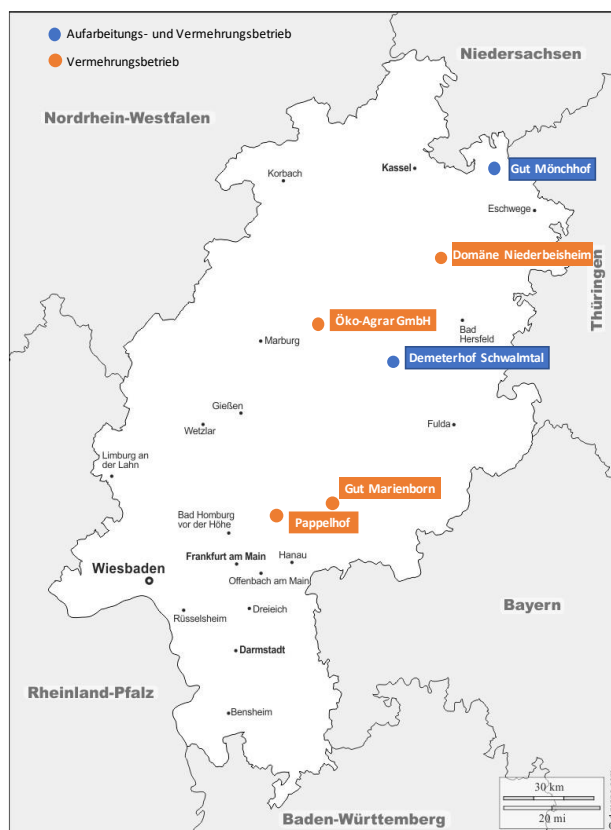 Aufarbeitungs- und Vermehrungsbetrieb
Vermehrungsbetrieb
Niedersachsen
Nordrhein-Westfalen
Kassel
Gut Mönchhof
Korbach
Eschwege
Domäne Niederbeisheim
Thüringen
Öko-Agrar GmbH
Bad
Hersfeld
Marburg
Demeterhof Schwalmtal
Gießen
Wetzlar
Fulda
Limburg an
der Lahn
Gut Marienborn
Bad Homburg
vor der Höhe
Pappelhof
Frankfurt am Main
Hanau
Wiesbaden
Offenbach am Main
Bayern
Rüsselsheim
Dreieich
Darmstadt
Rheinland-Pfalz
Bensheim
30 km
20 mi
Baden-Württemberg